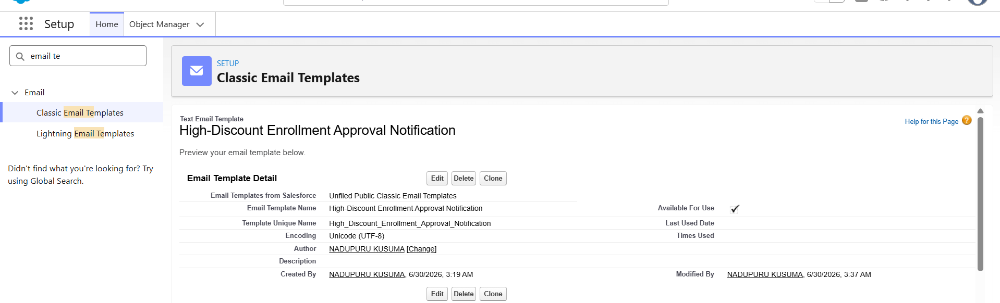 Setup
Home
Object Manager
email te
Email
Classic Email Templates
Lightning Email Templates
Didn't find what you're looking for? Try
using Global Search.
SETUP
Classic Email Templates
Text Email Template
High-Discount Enrollment Approval Notification
Help for this Page ?
Preview your email template below.
Email Template Detail Edit Delete Clone
Email Templates from Salesforce Unfiled Public Classic Email Templates
Email Template Name High-Discount Enrollment Approval Notification Available For Use
Template Unique Name High_Discount_Enrollment_Approval_Notification Last Used Date
Encoding Unicode (UTF-8) Times Used
Author NADUPURU KUSUMA [Change]
Description
Created By NADUPURU KUSUMA, 6/30/2026, 3:19 AM Modified By NADUPURU KUSUMA, 6/30/2026, 3:37 AM
Edit Delete Clone